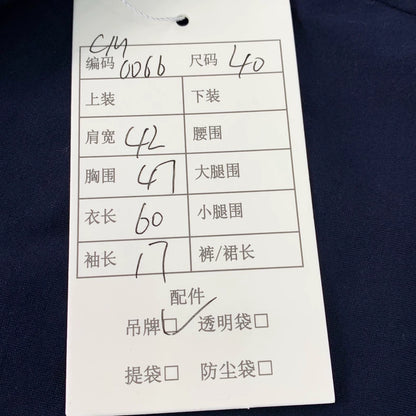 CM
编码 0066 尺码 40
上装 下装
肩宽 42 腰围
胸围 47 大腿围
衣长 60 小腿围
袖长 17 裤/裙长
配件
吊牌☑ 透明袋□
提袋□ 防尘袋□